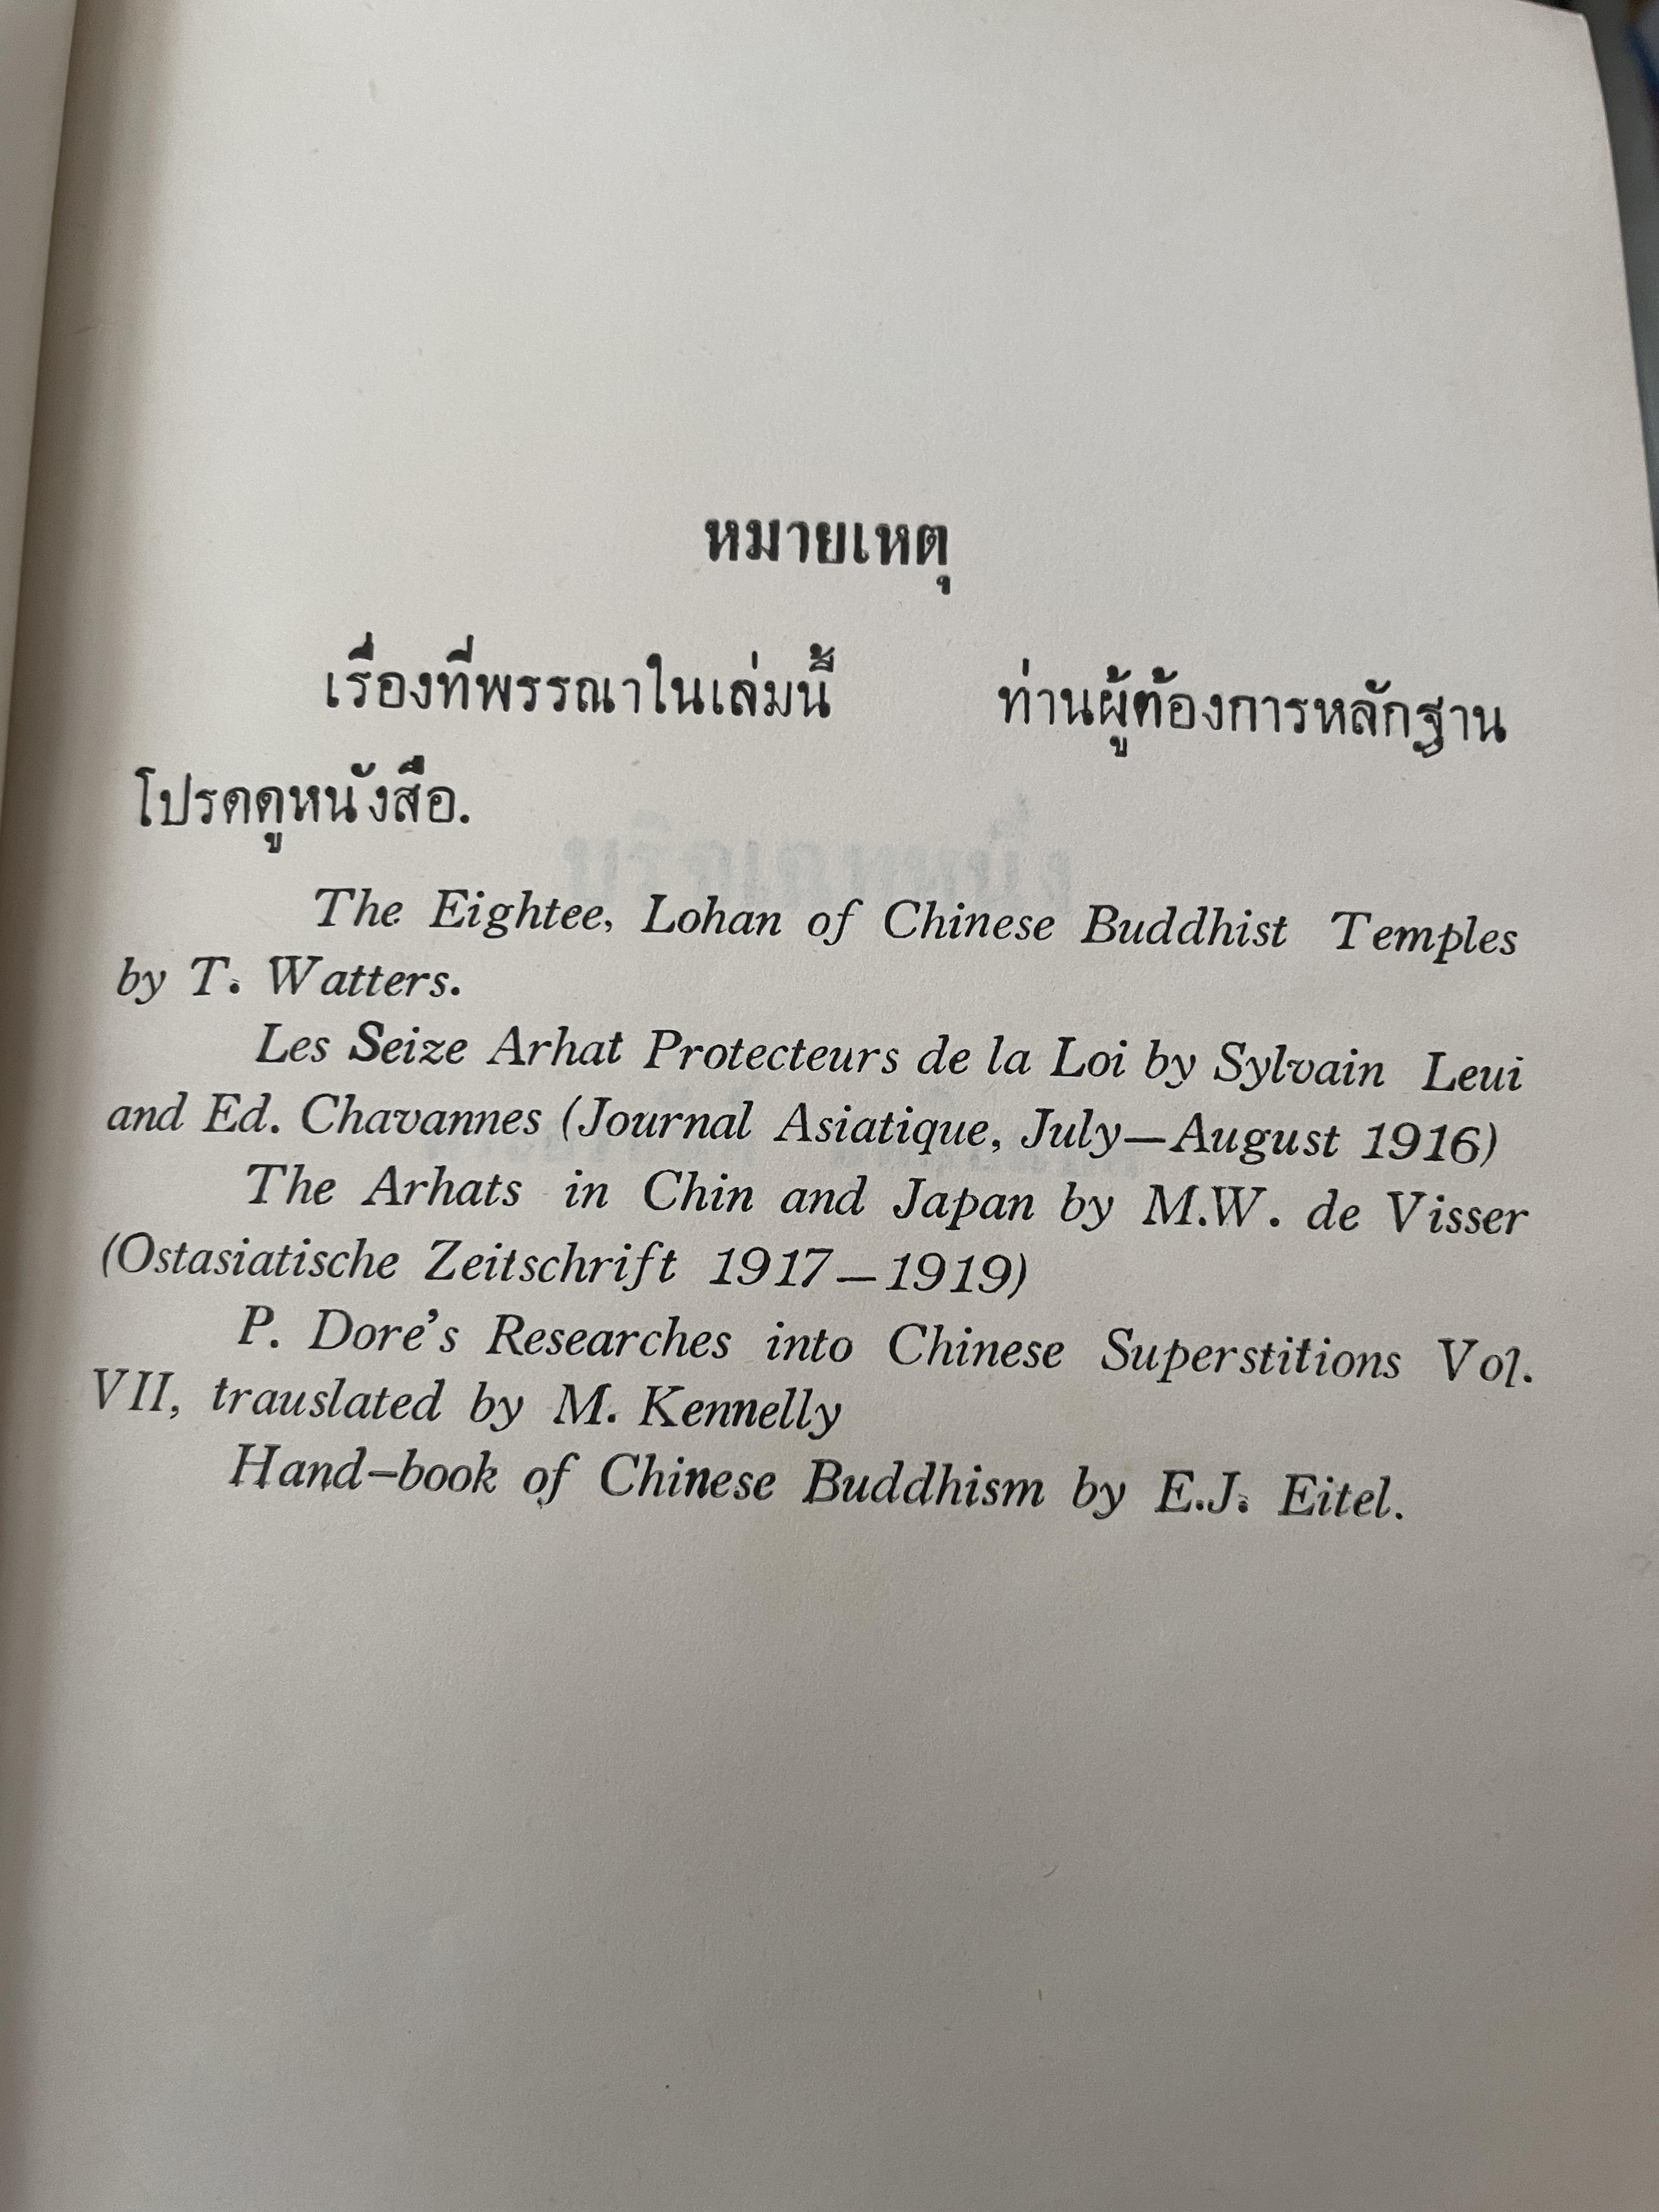 หมายเหตุ
เรื่องที่พรรณาในเล่มนี้ ท่านผู้ต้องการหลักฐาน
โปรดดูหนังสือ.
The Eightee, Lohan of Chinese Buddhist Temples
by T. Watters.
Les Seize Arhat Protecteurs de la Loi by Sylvain Leui
and Ed. Chavannes (Journal Asiatique, July—August 1916)
The Arhats in Chin and Japan by M.W. de Visser
(Ostasiatische Zeitschrift 1917—1919)
P. Dore's Researches into Chinese Superstitions Vol.
VII, trauslated by M. Kennelly
Hand-book of Chinese Buddhism by E.J. Eitel.